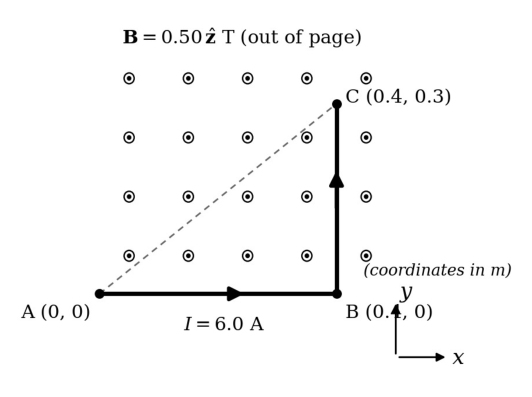 B = 0.50 ẑ T (out of page)
C (0.4, 0.3)
(coordinates in m)
y
A (0, 0)
B (0.4, 0)
I = 6.0 A
x